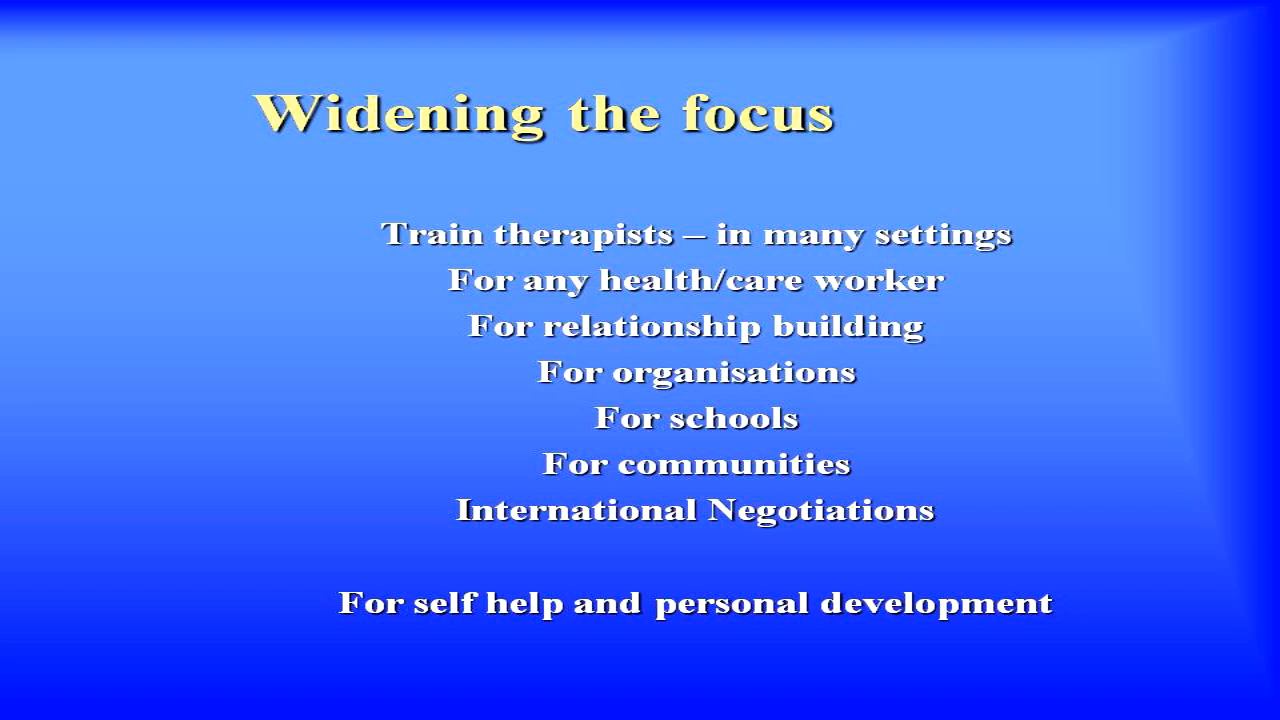 Widening the focus
Train therapists – in many settings
For any health/care worker
For relationship building
For organisations
For schools
For communities
International Negotiations
For self help and personal development